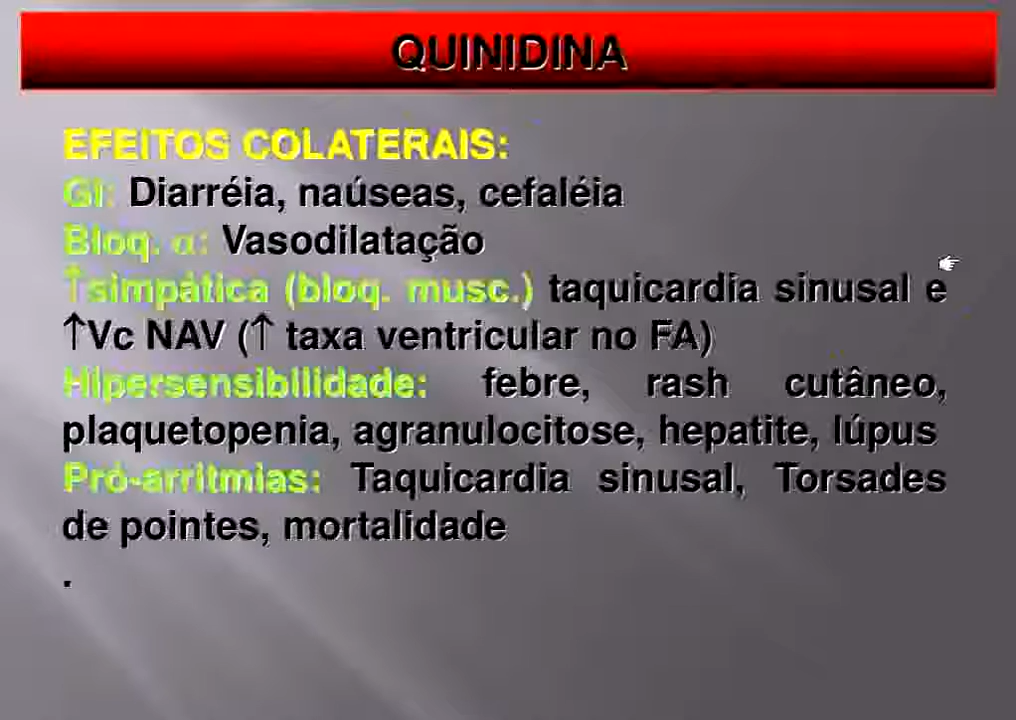 QUINIDINA
EFEITOS COLATERAIS:
GI: Diarréia, naúseas, cefaléia
Bloq. α: Vasodilatação
↑simpática (bloq. musc.) taquicardia sinusal e
↑Vc NAV (↑ taxa ventricular no FA)
Hipersensibilidade: febre, rash cutâneo,
plaquetopenia, agranulocitose, hepatite, lúpus
Pró-arritmias: Taquicardia sinusal, Torsades
de pointes, mortalidade
.